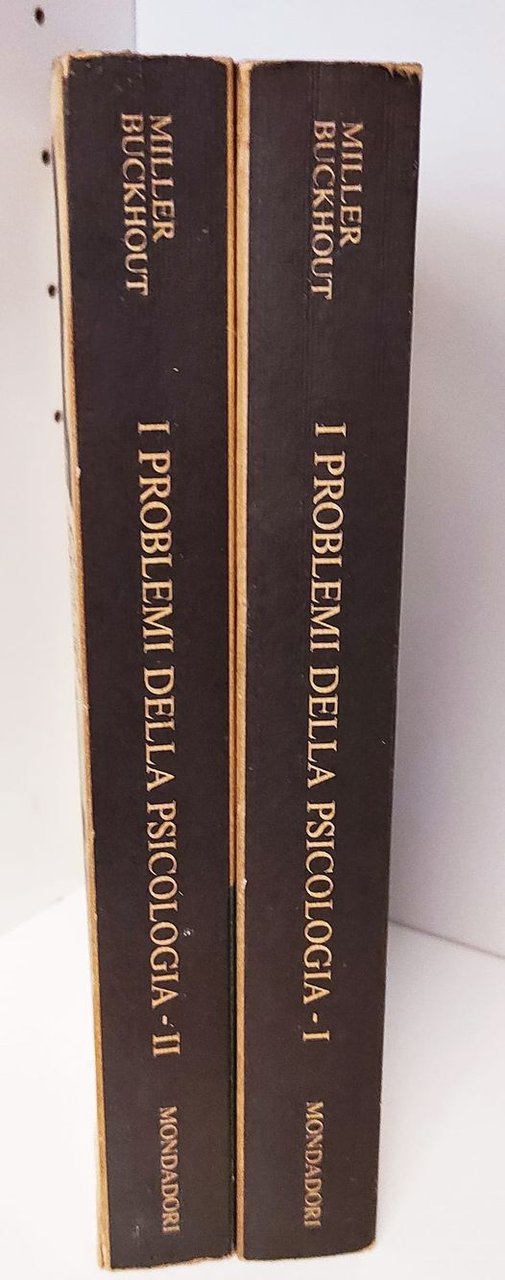 MILLER
BUCKHOUT
I PROBLEMI DELLA PSICOLOGIA - II
MONDADORI
MILLER
BUCKHOUT
I PROBLEMI DELLA PSICOLOGIA - I
MONDADORI